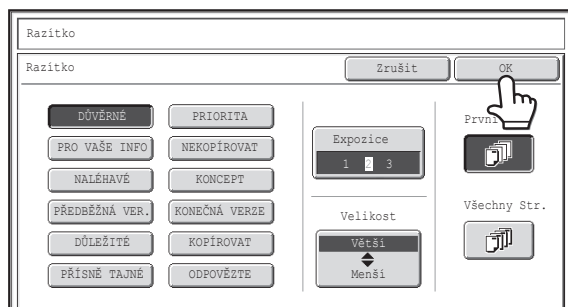 Razítko
Razítko
Zrušit
OK
DŮVĚRNÉ
PRIORITA
PRO VAŠE INFO
NEKOPÍROVAT
NALÉHAVÉ
KONCEPT
PŘEDBĚŽNÁ VER.
KONEČNÁ VERZE
DŮLEŽITÉ
KOPÍROVAT
PŘÍSNĚ TAJNÉ
ODPOVĚZTE
Expozice
1 2 3
Velikost
Větší
Menší
První
Všechny Str.